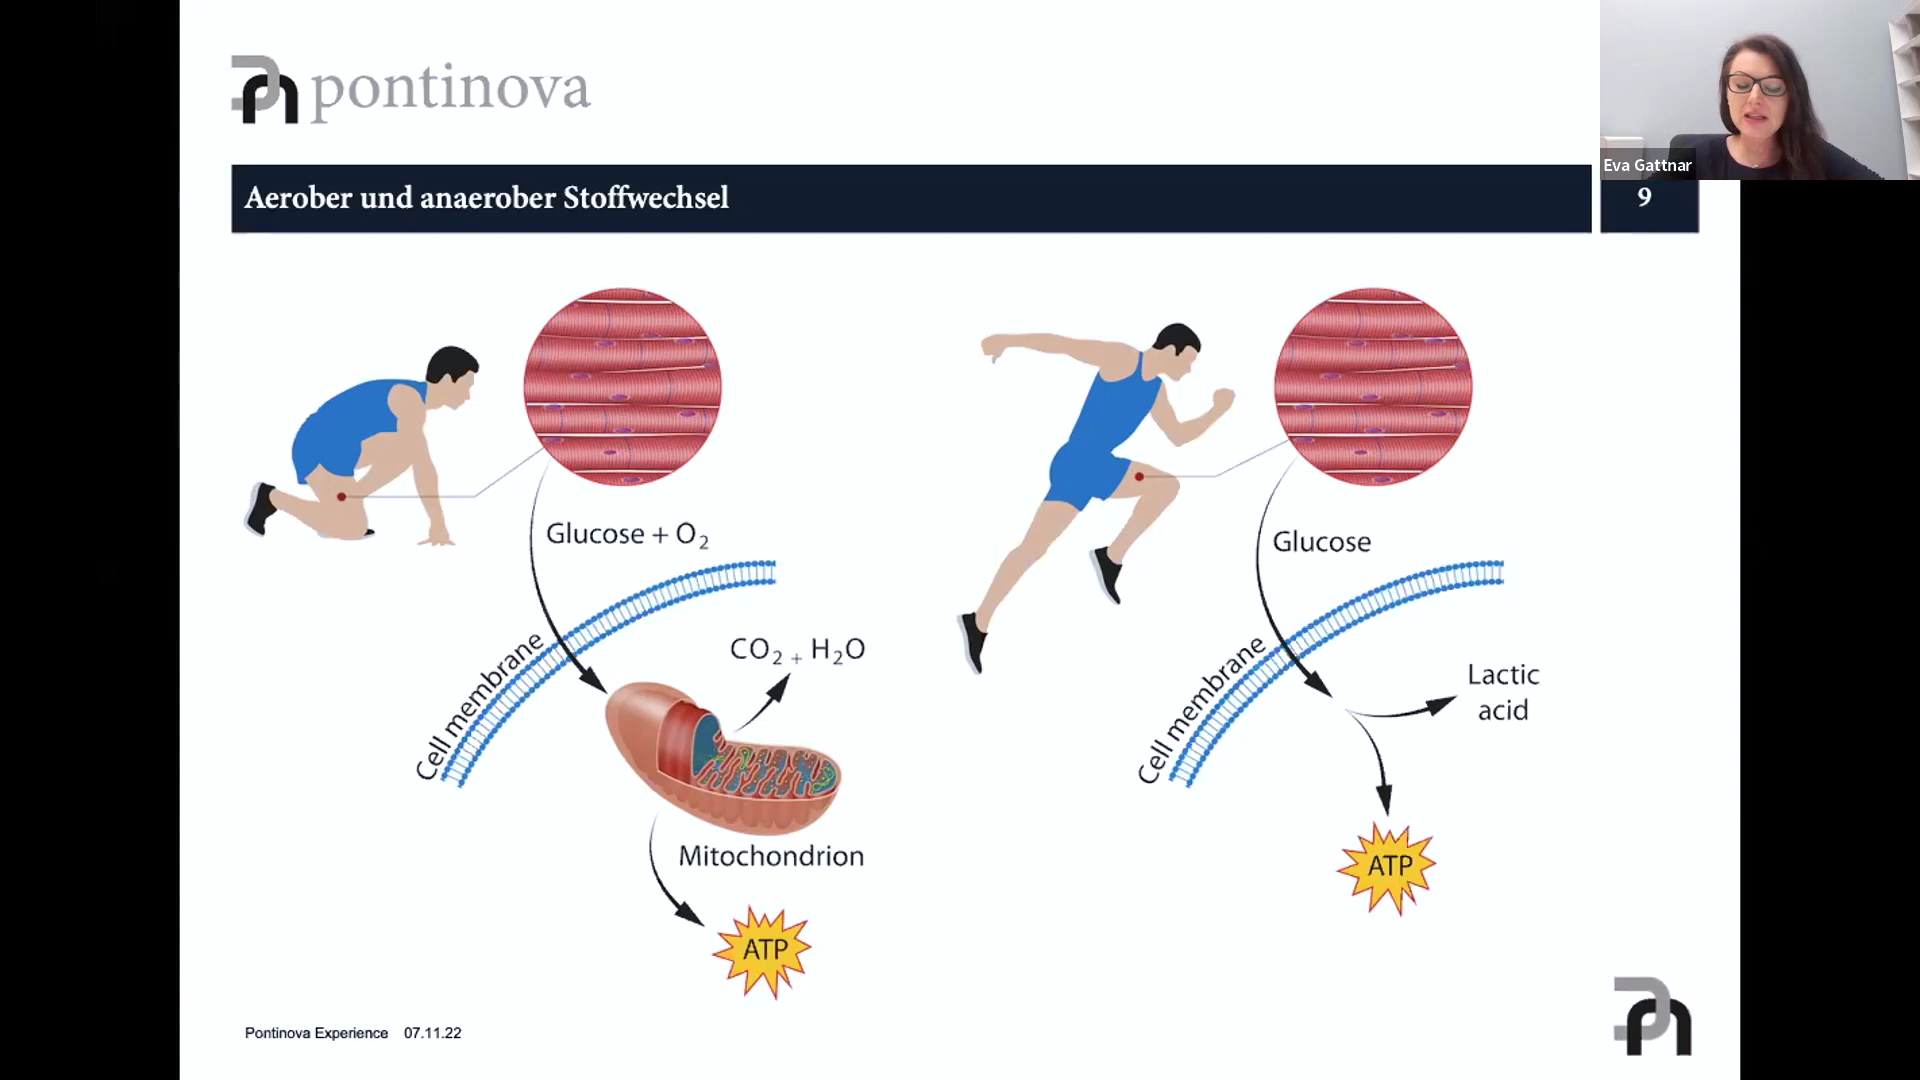 pontinova
Eva Gattnar
Aerober und anaerober Stoffwechsel
9
Glucose + O₂
Cell membrane
CO₂ + H₂O
Mitochondrion
ATP
Glucose
Cell membrane
Lactic
acid
ATP
Pontinova Experience 07.11.22